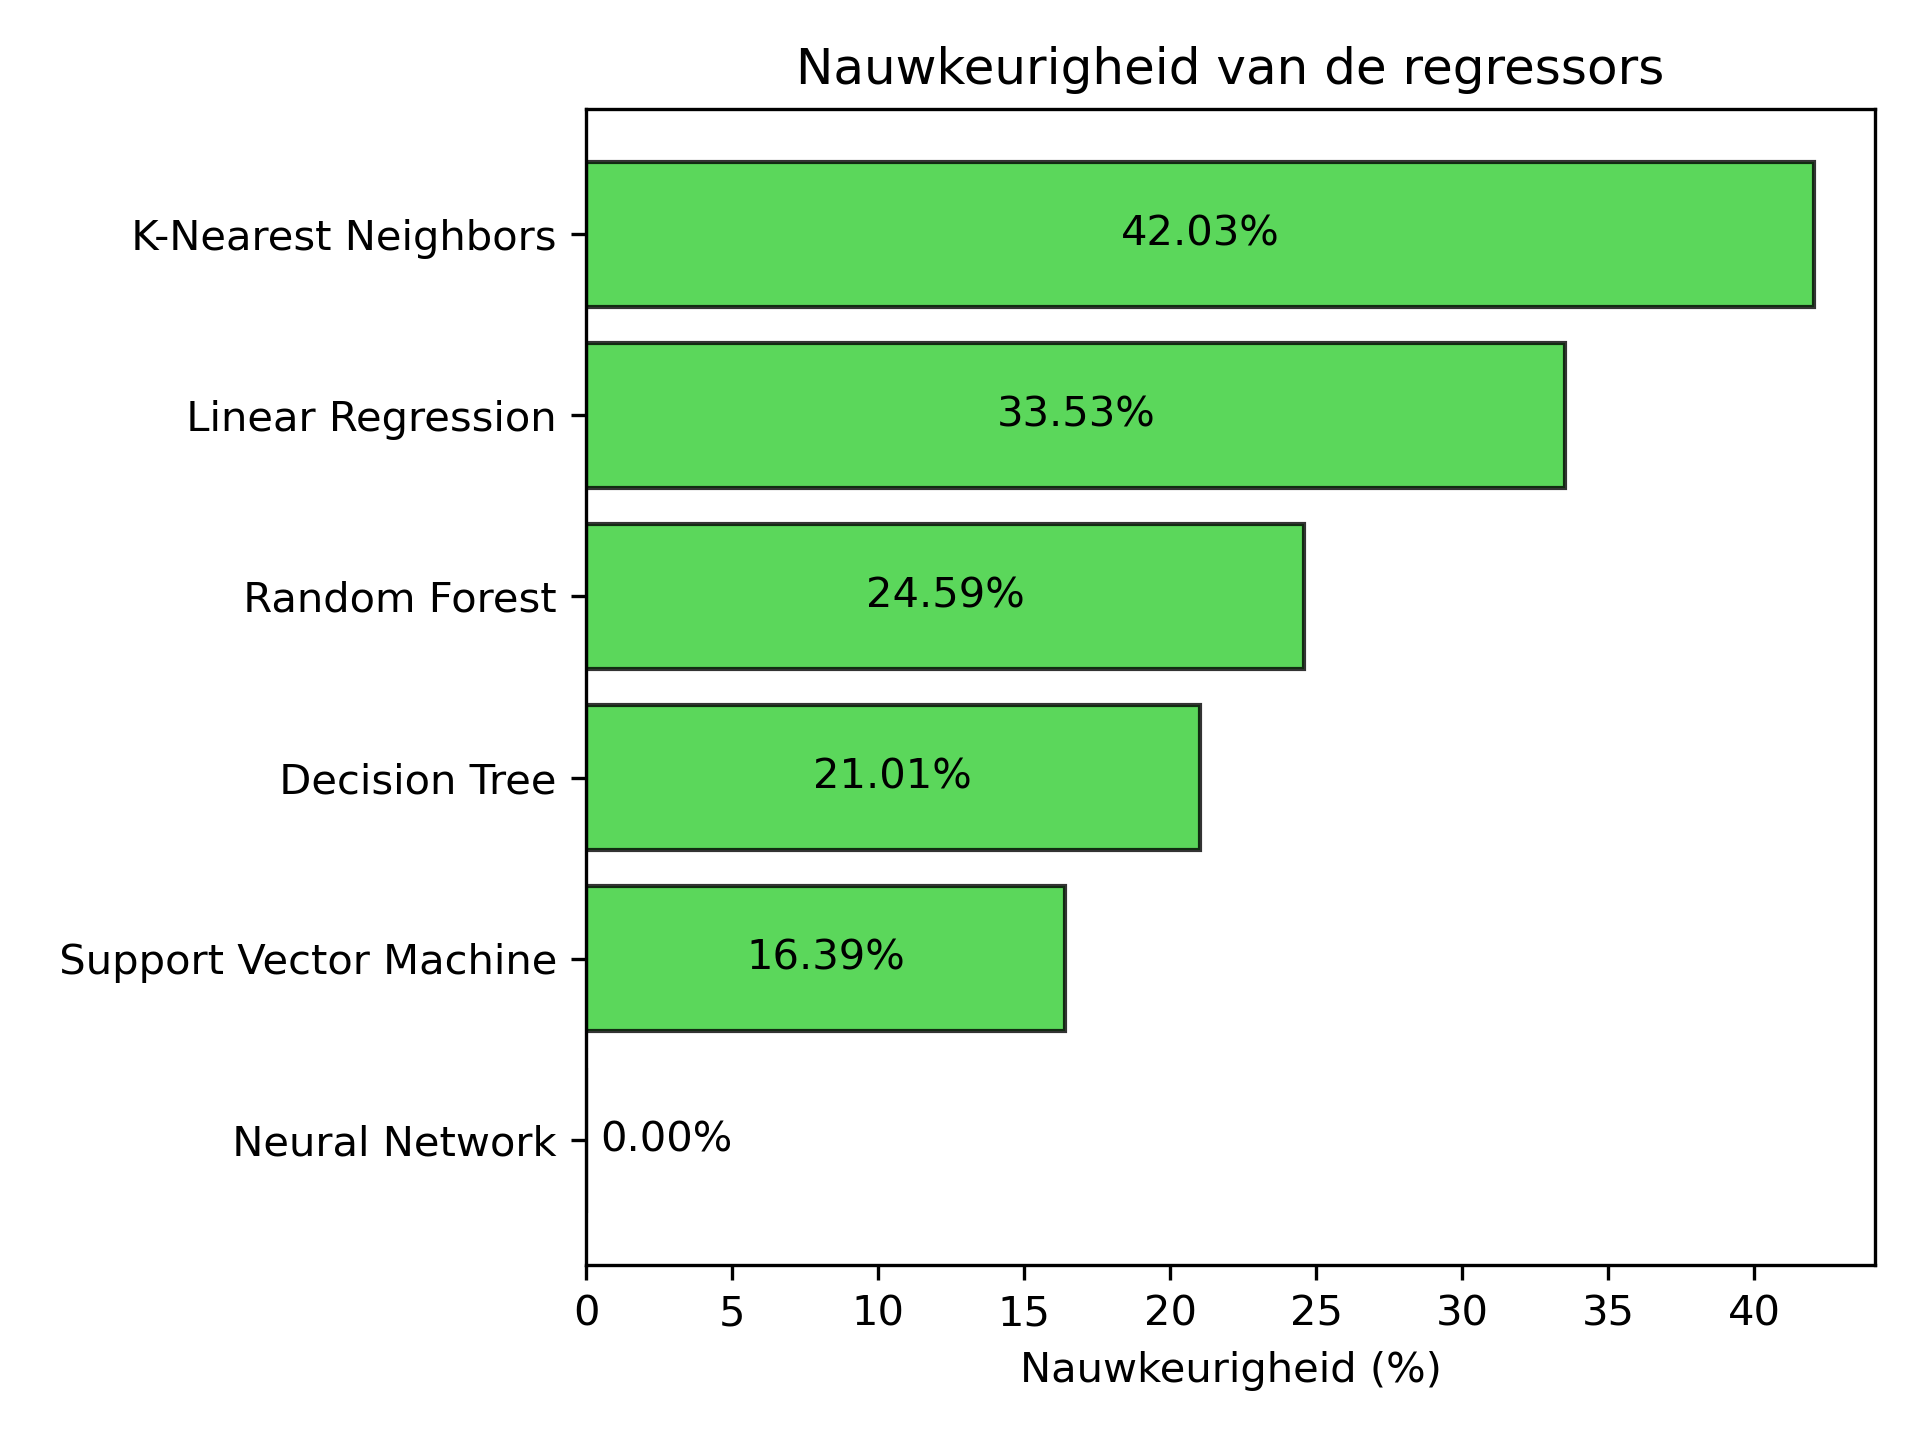 Nauwkeurigheid van de regressors
K-Nearest Neighbors
42.03%
Linear Regression
33.53%
Random Forest
24.59%
Decision Tree
21.01%
Support Vector Machine
16.39%
Neural Network
0.00%
0 5 10 15 20 25 30 35 40
Nauwkeurigheid (%)